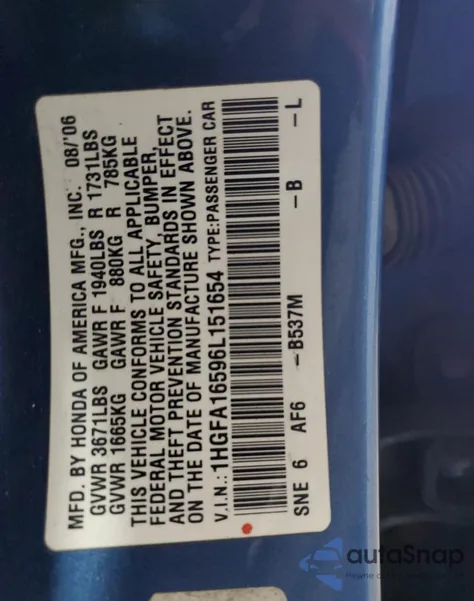 MFD. BY HONDA OF AMERICA MFG., INC. 08/'06
GVWR 3671LBS GAWR F 1940LBS R 1731LBS
GVWR 1665KG GAWR F 880KG R 785KG
THIS VEHICLE CONFORMS TO ALL APPLICABLE
FEDERAL MOTOR VEHICLE SAFETY, BUMPER,
AND THEFT PREVENTION STANDARDS IN EFFECT
ON THE DATE OF MANUFACTURE SHOWN ABOVE.
V.I.N.: 1HGFA16596L151654 TYPE:PASSENGER CAR
SNE 6 AF6 -B537M -B -L
autoSnap